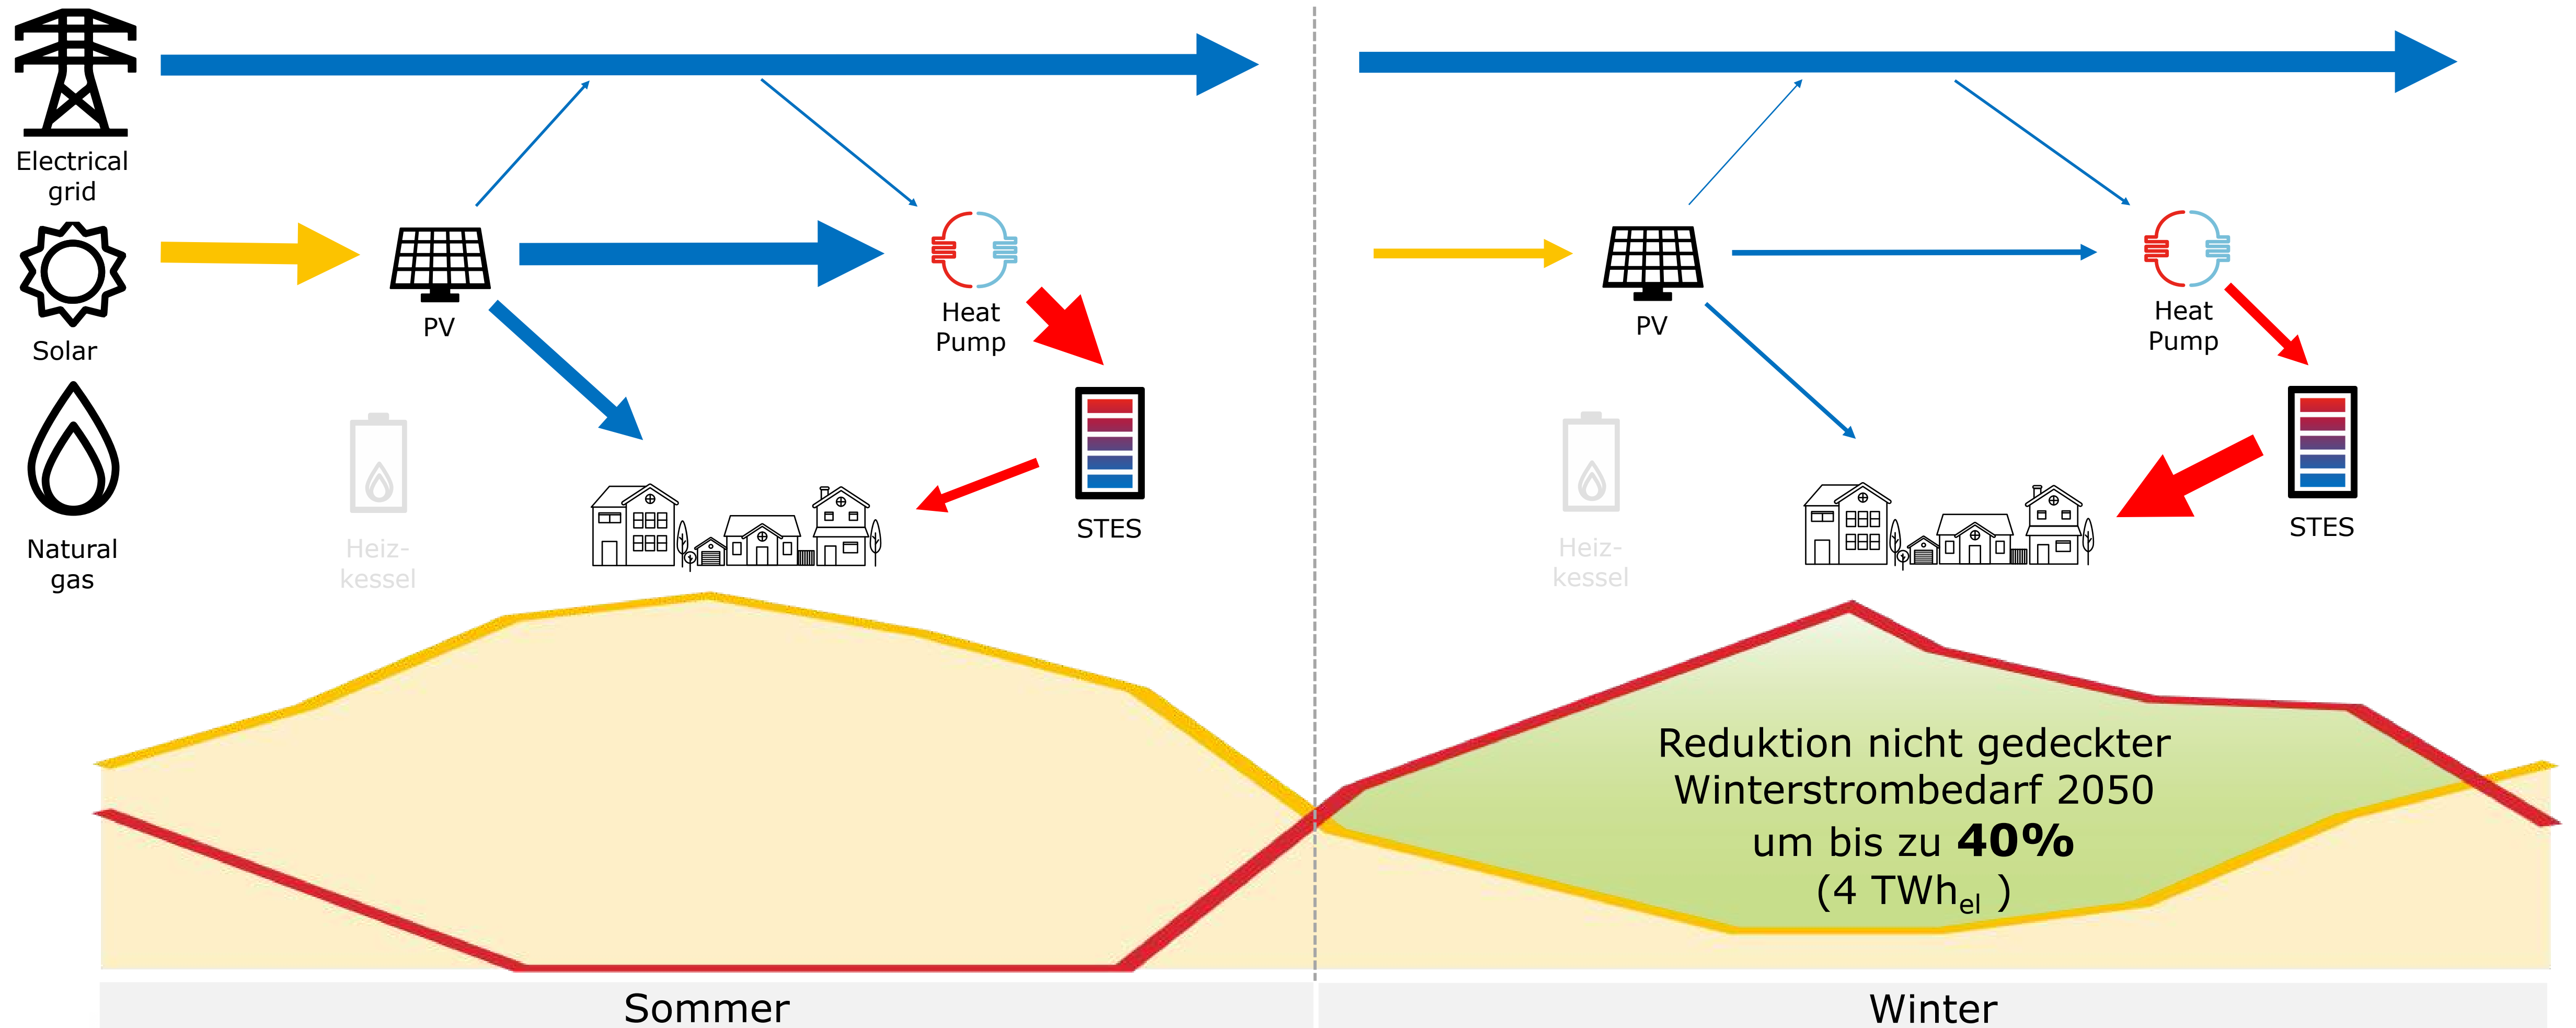 Electrical
grid
Solar
Natural
gas
PV
Heat
Pump
STES
Heiz-
kessel
PV
Heat
Pump
STES
Heiz-
kessel
Reduktion nicht gedeckter
Winterstrombedarf 2050
um bis zu 40%
(4 TWhel )
Sommer
Winter